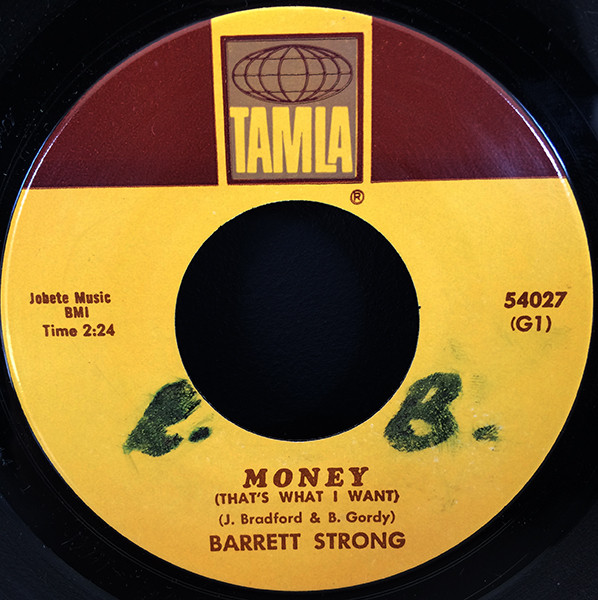 TAMLA
®
Jobete Music
BMI
Time 2:24
54027
(G1)
B.
MONEY
(THAT'S WHAT I WANT)
(J. Bradford & B. Gordy)
BARRETT STRONG